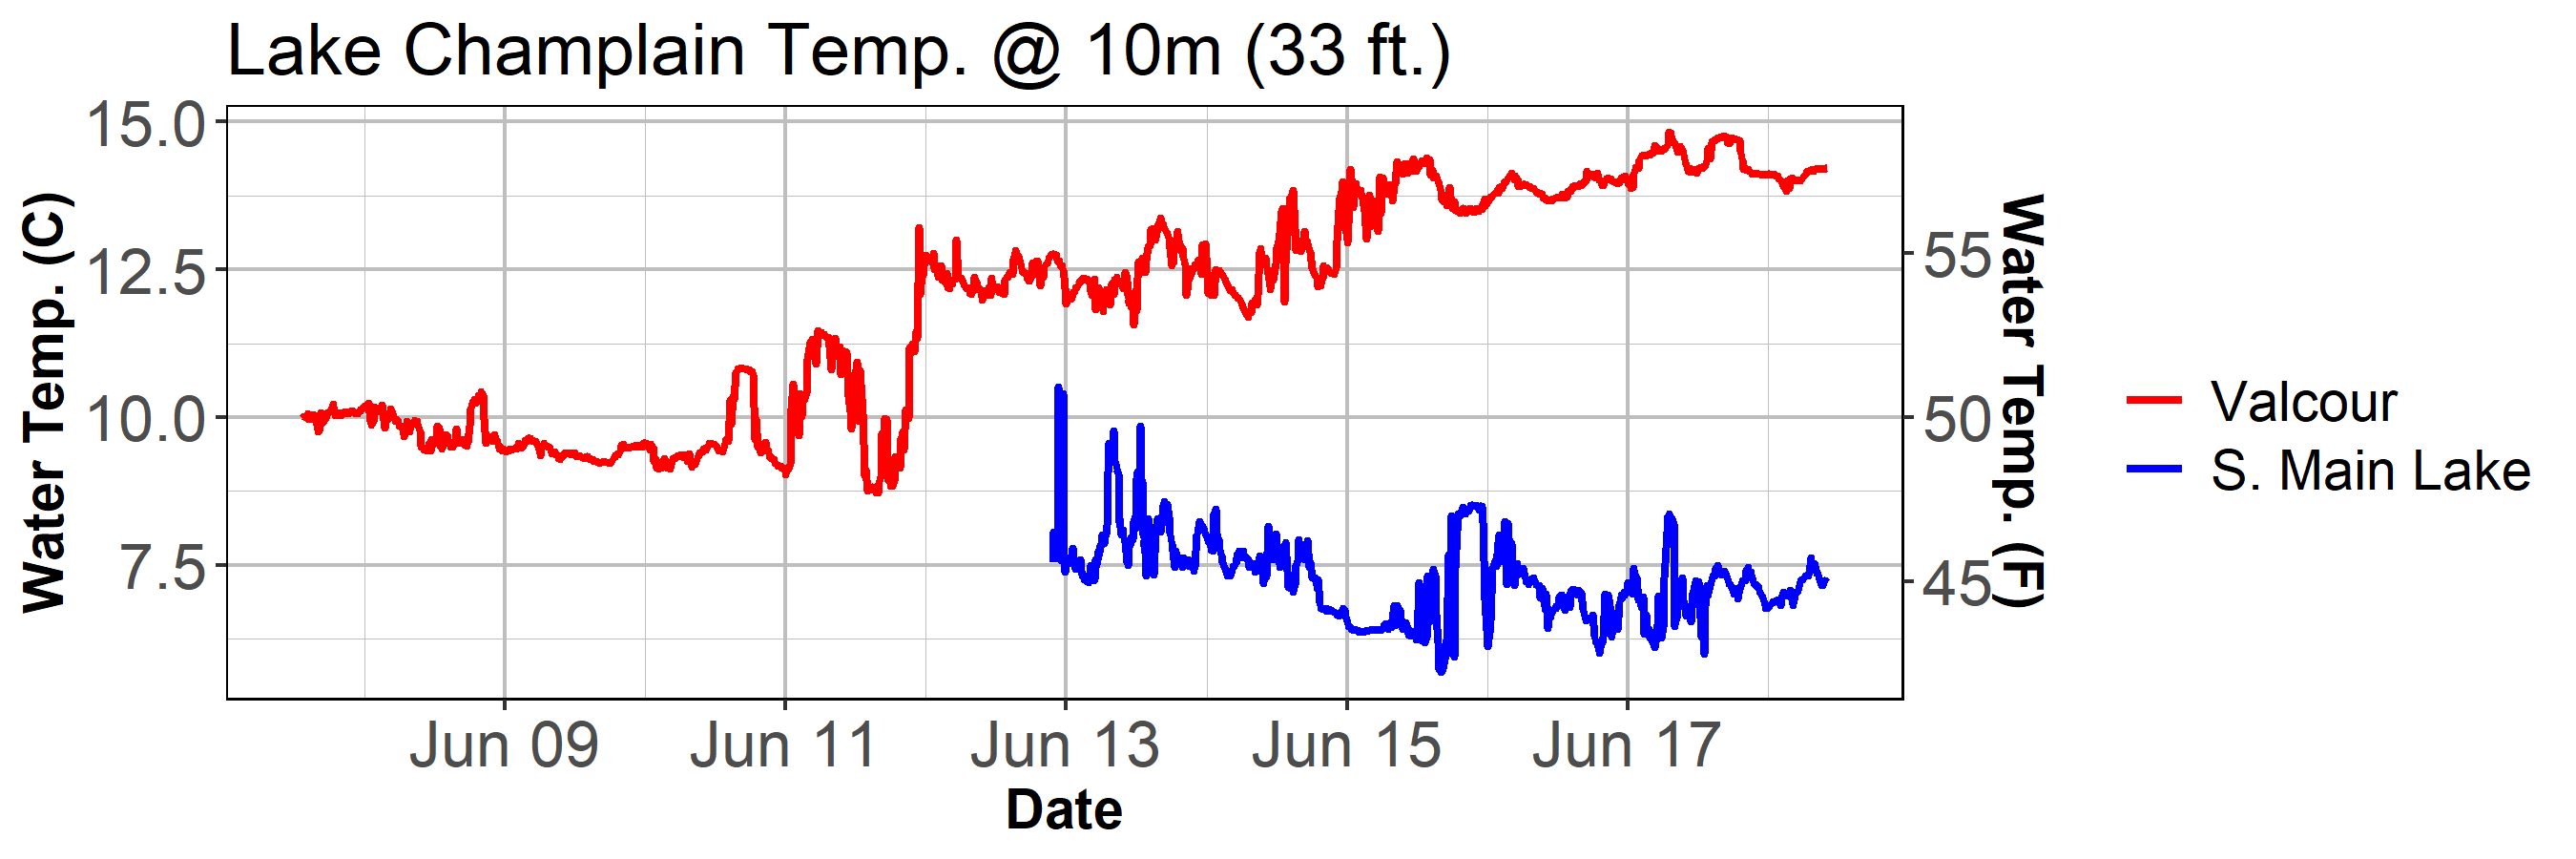 Lake Champlain Temp. @ 10m (33 ft.)
Water Temp. (C)
15.0
12.5
10.0
7.5
55
50
45
Water Temp. (F)
Valcour
S. Main Lake
Jun 09 Jun 11 Jun 13 Jun 15 Jun 17
Date